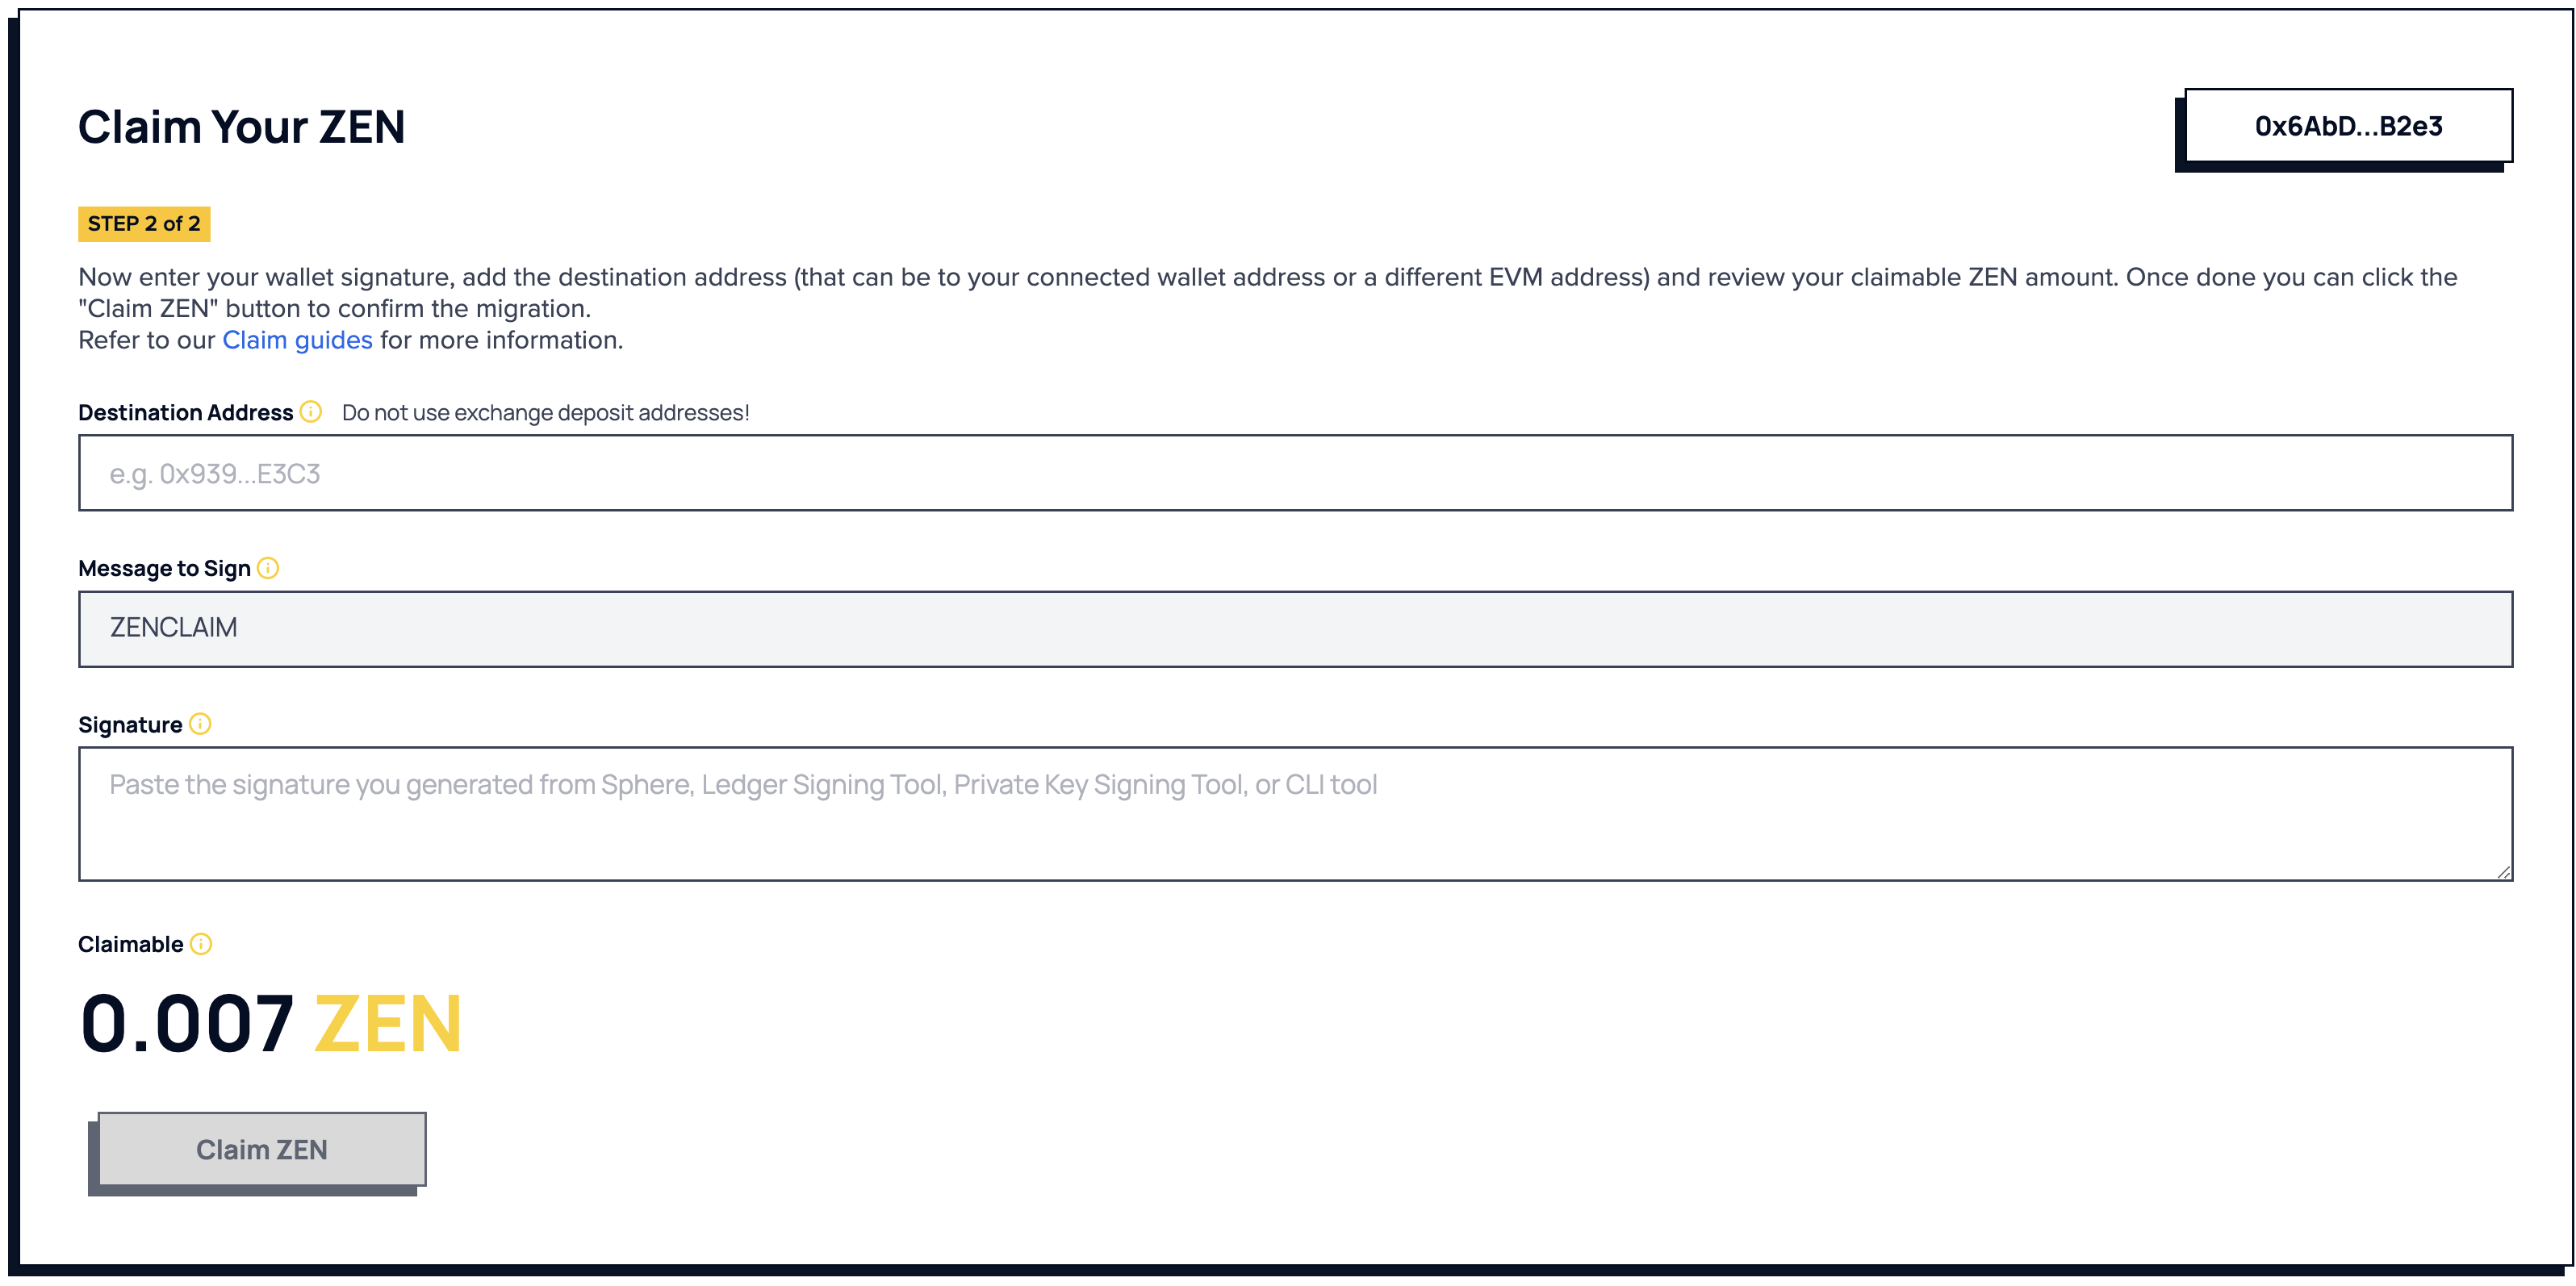 Claim Your ZEN
0x6AbD...B2e3
STEP 2 of 2
Now enter your wallet signature, add the destination address (that can be to your connected wallet address or a different EVM address) and review your claimable ZEN amount. Once done you can click the
"Claim ZEN" button to confirm the migration.
Refer to our Claim guides for more information.
Destination Address Do not use exchange deposit addresses!
e.g. 0x939...E3C3
Message to Sign
ZENCLAIM
Signature
Paste the signature you generated from Sphere, Ledger Signing Tool, Private Key Signing Tool, or CLI tool
Claimable
0.007 ZEN
Claim ZEN